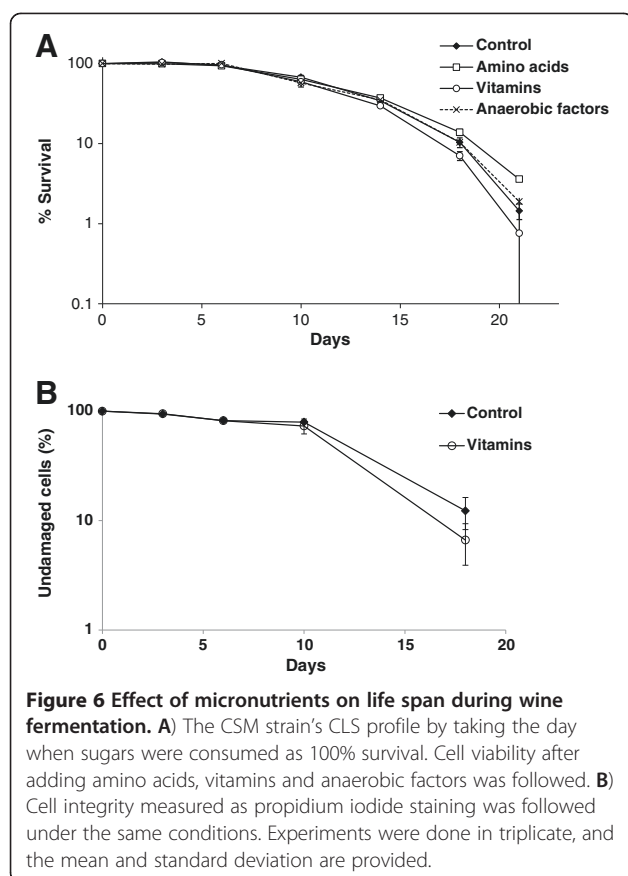 A
Control
Amino acids
Vitamins
Anaerobic factors
% Survival
100
10
1
0.1
0 5 10 15 20
Days
B
Control
Vitamins
Undamaged cells (%)
100
10
1
0 5 10 15 20
Days
Figure 6 Effect of micronutrients on life span during wine
fermentation. A) The CSM strain's CLS profile by taking the day
when sugars were consumed as 100% survival. Cell viability after
adding amino acids, vitamins and anaerobic factors was followed. B)
Cell integrity measured as propidium iodide staining was followed
under the same conditions. Experiments were done in triplicate, and
the mean and standard deviation are provided.